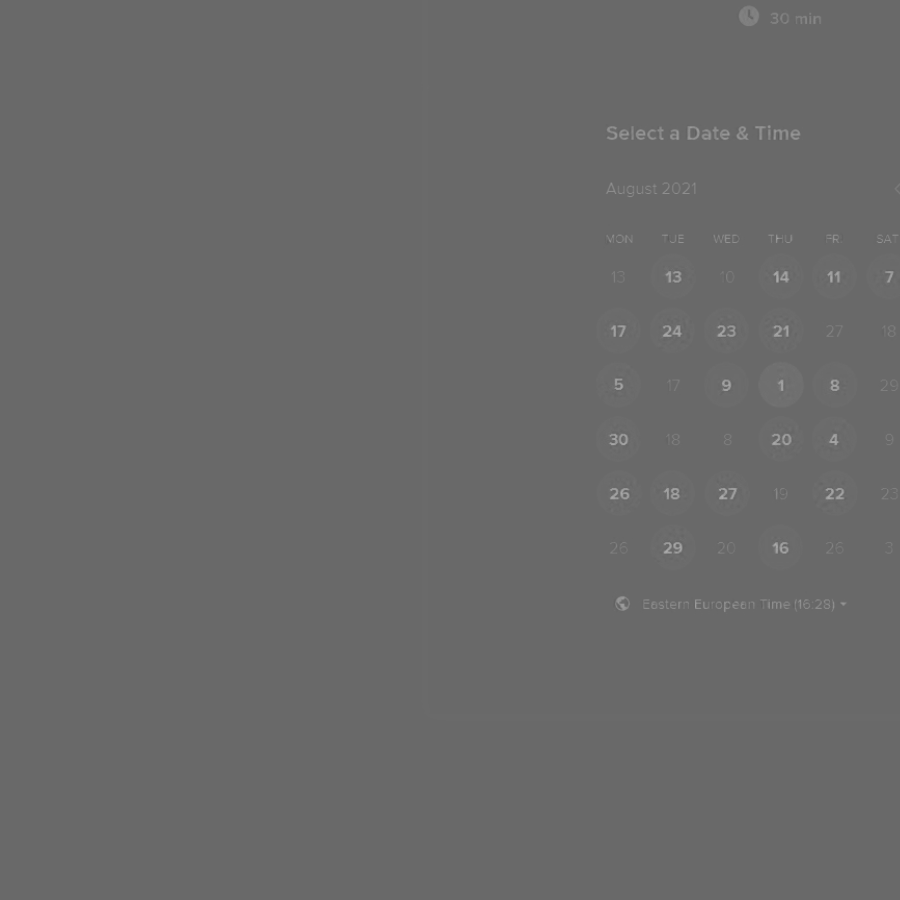 30 min
Select a Date & Time
August 2021
MON TUE WED THU FRI SAT
13 13 10 14 11 7
17 24 23 21 27 18
5 17 9 1 8 29
30 18 8 20 4 9
26 18 27 19 22 23
26 29 20 16 26 3
Eastern European Time (16:28)